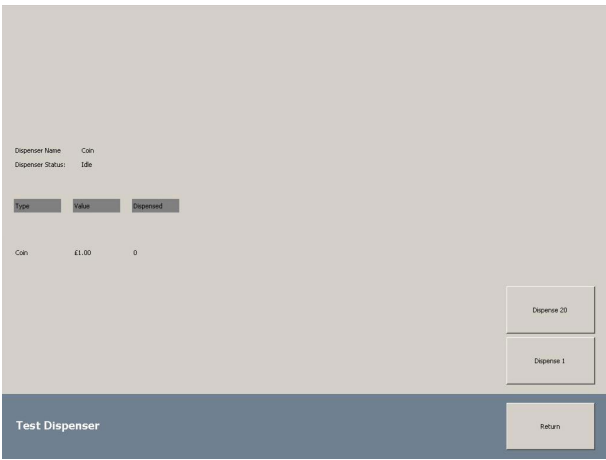 Dispenser Name Coin
Dispenser Status: Idle
Type Value Dispensed
Coin £1.00 0
Dispense 20
Dispense 1
Test Dispenser
Return